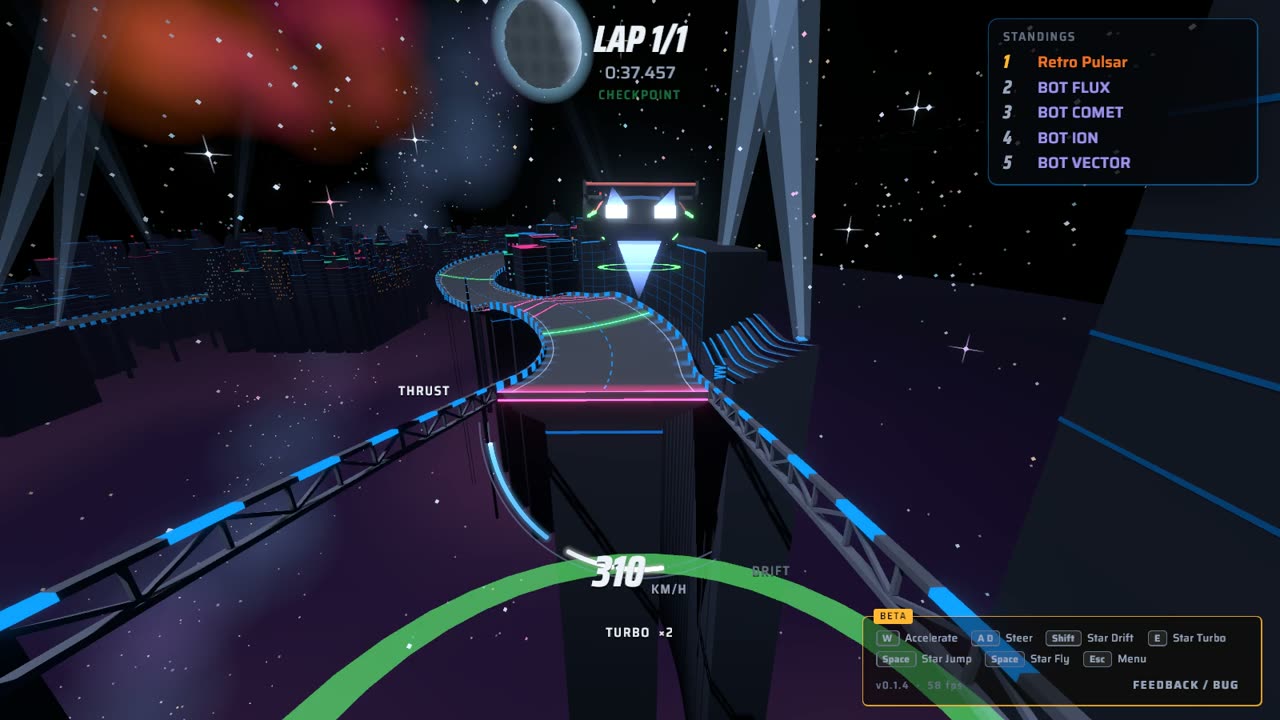 LAP 1/1
0:37.457
CHECKPOINT
STANDINGS
1 Retro Pulsar
2 BOT FLUX
3 BOT COMET
4 BOT ION
5 BOT VECTOR
THRUST
310 KM/H
DRIFT
TURBO ×2
BETA
W Accelerate A D Steer Shift Star Drift E Star Turbo
Space Star Jump Space Star Fly Esc Menu
v0.1.4 · 58 fps
FEEDBACK / BUG